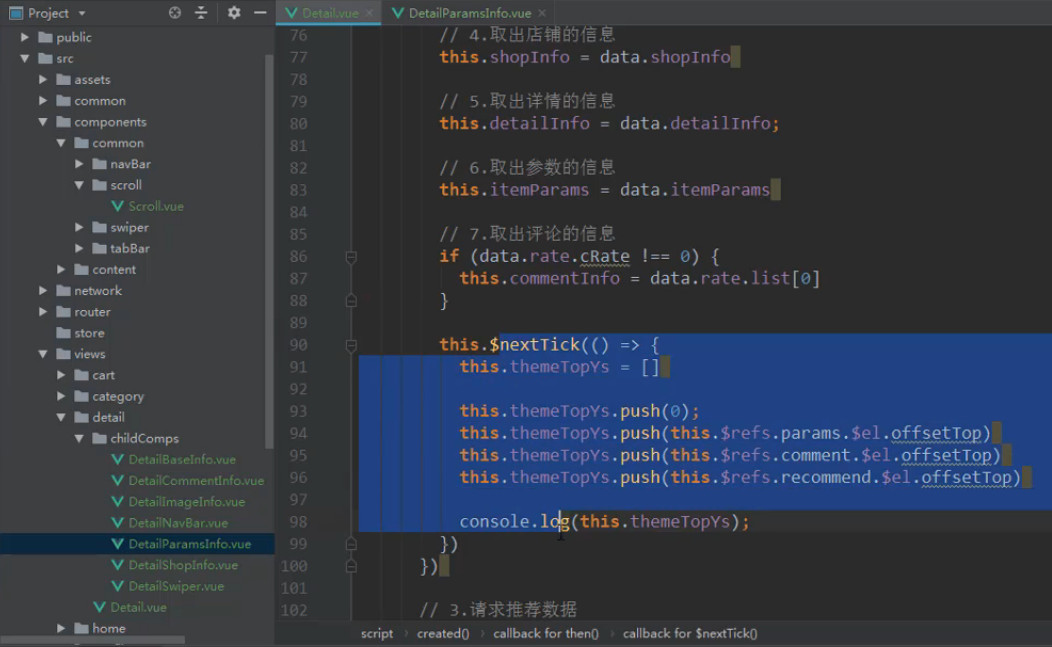 Project
Detail.vue
DetailParamsInfo.vue
public
src
assets
common
components
common
navBar
scroll
Scroll.vue
swiper
tabBar
content
network
router
store
views
cart
category
detail
childComps
DetailBaseInfo.vue
DetailCommentInfo.vue
DetailImageInfo.vue
DetailNavBar.vue
DetailParamsInfo.vue
DetailShopInfo.vue
DetailSwiper.vue
Detail.vue
home
76 // 4.取出店铺的信息
77 this.shopInfo = data.shopInfo
78
79 // 5.取出详情的信息
80 this.detailInfo = data.detailInfo;
81
82 // 6.取出参数的信息
83 this.itemParams = data.itemParams
84
85 // 7.取出评论的信息
86 if (data.rate.cRate !== 0) {
87 this.commentInfo = data.rate.list[0]
88 }
89
90 this.$nextTick(() => {
91 this.themeTopYs = []
92
93 this.themeTopYs.push(0);
94 this.themeTopYs.push(this.$refs.params.$el.offsetTop)
95 this.themeTopYs.push(this.$refs.comment.$el.offsetTop)
96 this.themeTopYs.push(this.$refs.recommend.$el.offsetTop)
97
98 console.log(this.themeTopYs);
99 })
100 })
101
102 // 3.请求推荐数据
script › created() › callback for then() › callback for $nextTick()